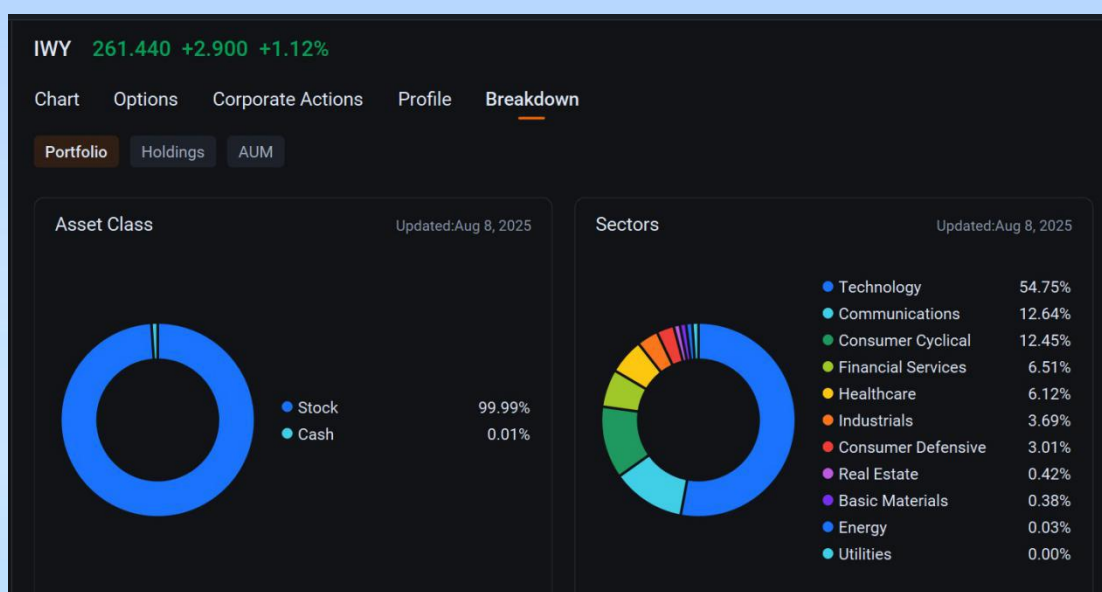 IWY 261.440 +2.900 +1.12%
Chart Options Corporate Actions Profile Breakdown
Portfolio Holdings AUM
Asset Class Updated:Aug 8, 2025
Stock 99.99%
Cash 0.01%
Sectors Updated:Aug 8, 2025
Technology 54.75%
Communications 12.64%
Consumer Cyclical 12.45%
Financial Services 6.51%
Healthcare 6.12%
Industrials 3.69%
Consumer Defensive 3.01%
Real Estate 0.42%
Basic Materials 0.38%
Energy 0.03%
Utilities 0.00%